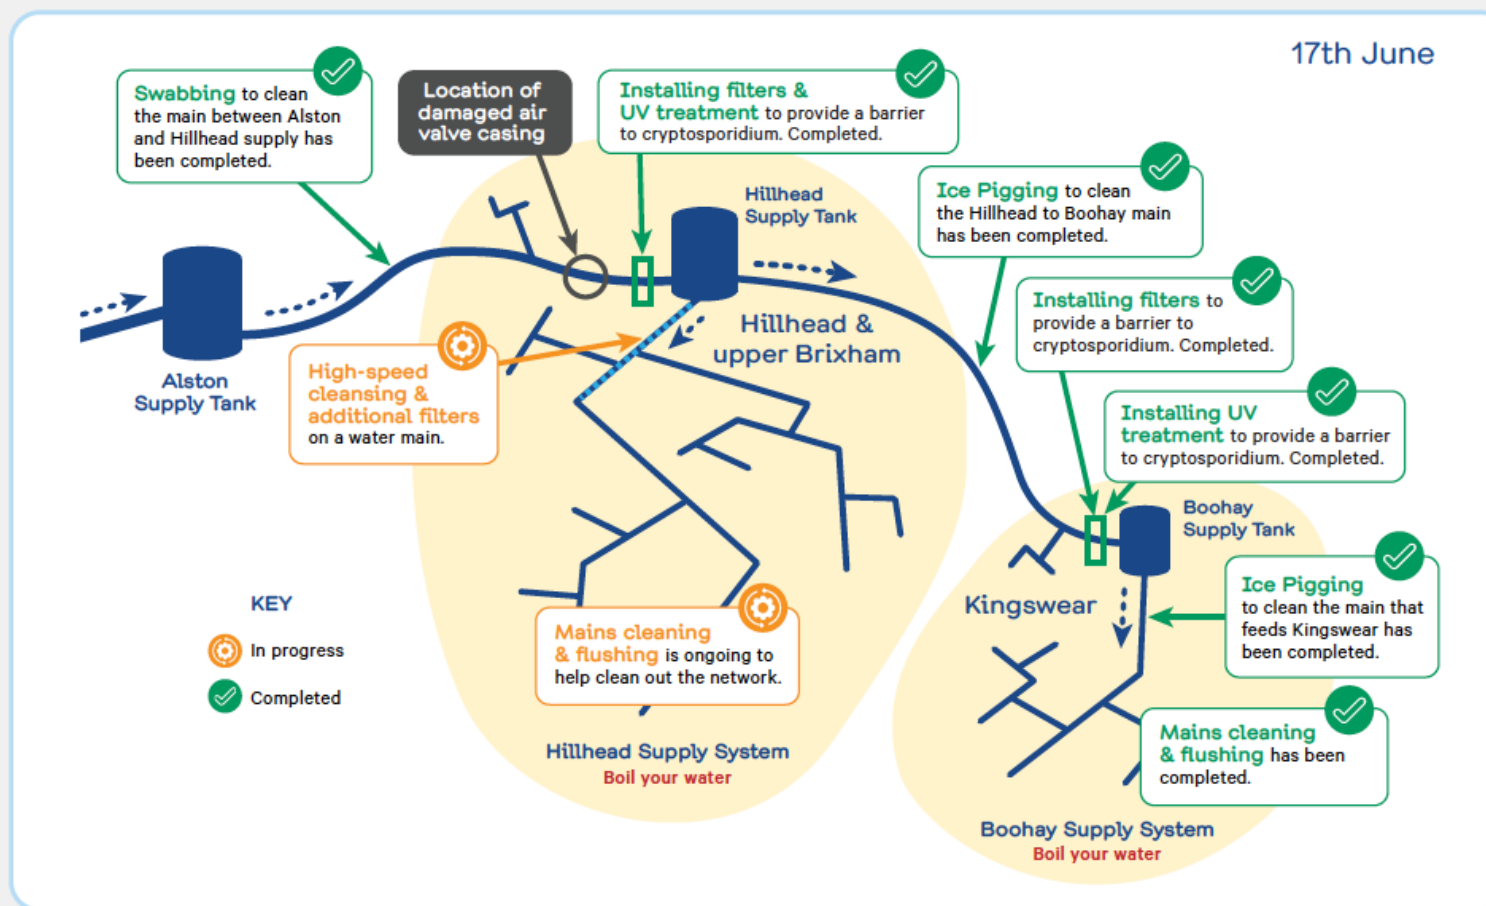 17th June
Swabbing to clean
the main between Alston
and Hillhead supply has
been completed.
Location of
damaged air
valve casing
Installing filters &
UV treatment to provide a barrier
to cryptosporidium. Completed.
Hillhead
Supply Tank
Ice Pigging to clean
the Hillhead to Boohay main
has been completed.
Installing filters to
provide a barrier to
cryptosporidium. Completed.
Alston
Supply Tank
High-speed
cleansing &
additional filters
on a water main.
Hillhead &
upper Brixham
Installing UV
treatment to provide a barrier
to cryptosporidium. Completed.
Boohay
Supply Tank
Kingswear
Ice Pigging
to clean the main that
feeds Kingswear has
been completed.
KEY
In progress
Completed
Mains cleaning
& flushing is ongoing to
help clean out the network.
Mains cleaning
& flushing has been
completed.
Hillhead Supply System
Boil your water
Boohay Supply System
Boil your water